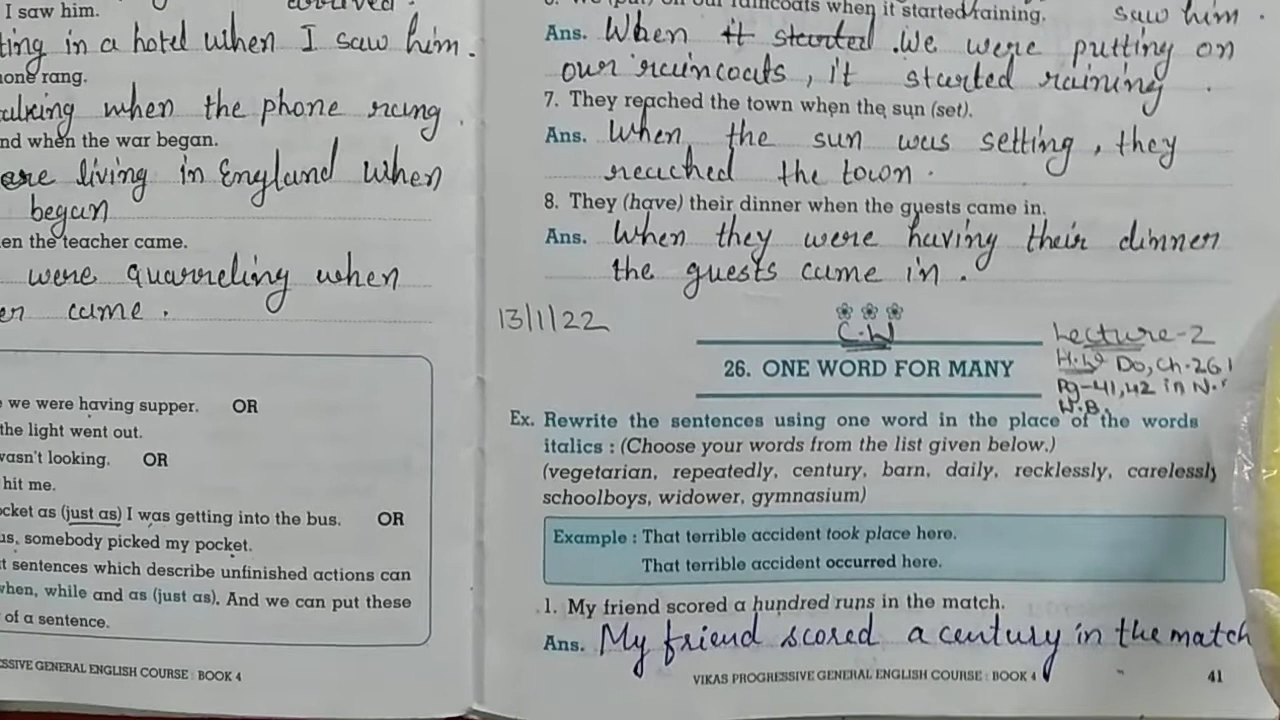 I saw him.
ting in a hotel when I saw him.
one rang.
alking when the phone rang.
nd when the war began.
ere living in England when
began
en the teacher came.
were quarreling when
er came.
we were having supper. OR
the light went out.
wasn't looking. OR
hit me.
ocket as (just as) I was getting into the bus. OR
us, somebody picked my pocket.
t sentences which describe unfinished actions can
when, while and as (just as). And we can put these
of a sentence.
SSIVE GENERAL ENGLISH COURSE : BOOK 4
on our raincoats when it started raining. saw him.
Ans. When it started. We were putting on
our raincoats, it started raining.
7. They reached the town when the sun (set).
Ans. When the sun was setting, they
reached the town.
8. They (have) their dinner when the guests came in.
Ans. When they were having their dinner
the guests came in.
13/1/22
C.W
Lecture-2
H.W Do, Ch.26,
Pg-41,42 in
W.B.
26. ONE WORD FOR MANY
Ex. Rewrite the sentences using one word in the place of the words
italics : (Choose your words from the list given below.)
(vegetarian, repeatedly, century, barn, daily, recklessly, carelessly
schoolboys, widower, gymnasium)
Example : That terrible accident took place here.
That terrible accident occurred here.
1. My friend scored a hundred runs in the match.
Ans. My friend scored a century in the match
VIKAS PROGRESSIVE GENERAL ENGLISH COURSE : BOOK 4
41